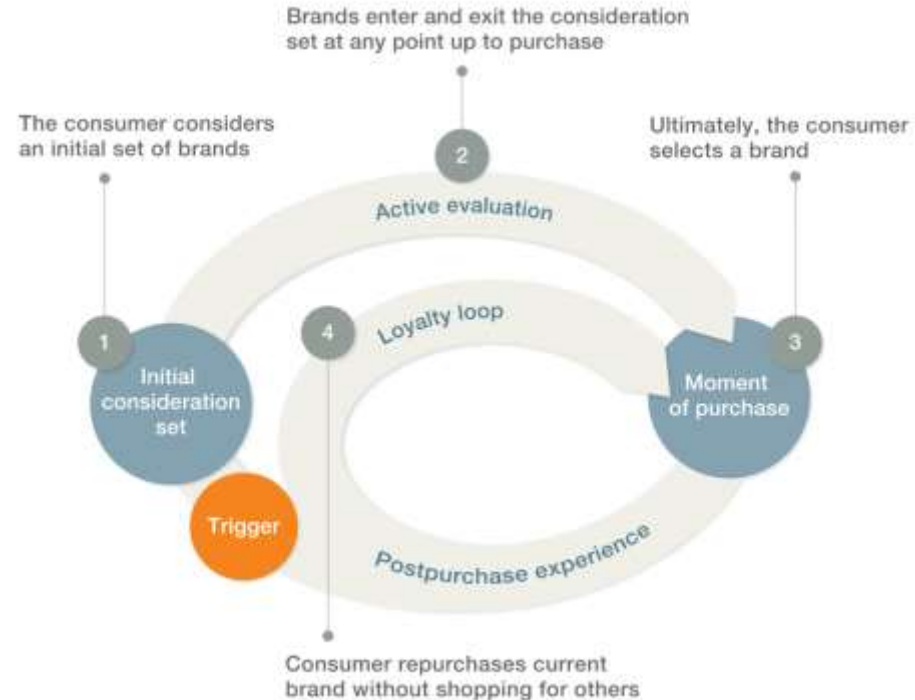 Brands enter and exit the consideration
set at any point up to purchase
The consumer considers
an initial set of brands
Ultimately, the consumer
selects a brand
2
Active evaluation
1
Initial
consideration
set
4
Loyalty loop
3
Moment
of purchase
Trigger
Postpurchase experience
Consumer repurchases current
brand without shopping for others